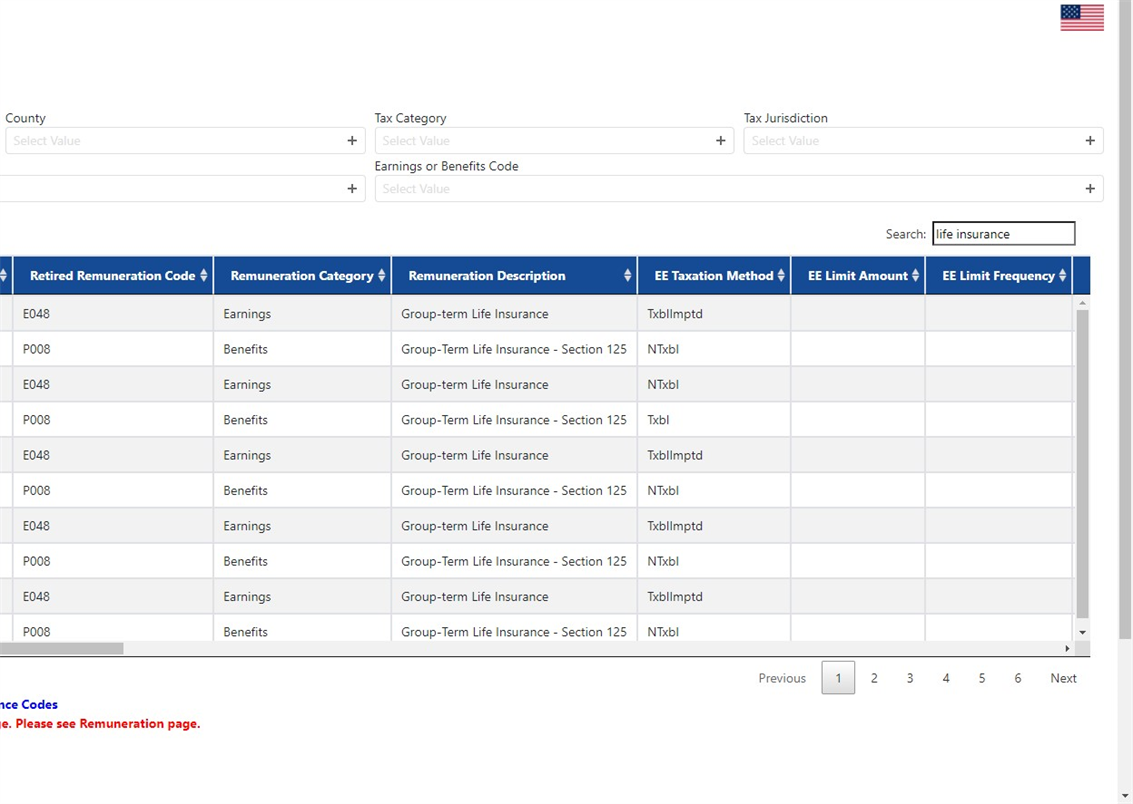 County Tax Category Tax Jurisdiction
Select Value Select Value Select Value
Earnings or Benefits Code
Select Value
Search: life insurance
Retired Remuneration Code Remuneration Category Remuneration Description EE Taxation Method EE Limit Amount EE Limit Frequency
E048 Earnings Group-term Life Insurance TxblImptd
P008 Benefits Group-Term Life Insurance - Section 125 NTxbl
E048 Earnings Group-term Life Insurance NTxbl
P008 Benefits Group-Term Life Insurance - Section 125 Txbl
E048 Earnings Group-term Life Insurance TxblImptd
P008 Benefits Group-Term Life Insurance - Section 125 NTxbl
E048 Earnings Group-term Life Insurance TxblImptd
P008 Benefits Group-Term Life Insurance - Section 125 NTxbl
E048 Earnings Group-term Life Insurance TxblImptd
P008 Benefits Group-Term Life Insurance - Section 125 NTxbl
Previous 1 2 3 4 5 6 Next
nce Codes
e. Please see Remuneration page.